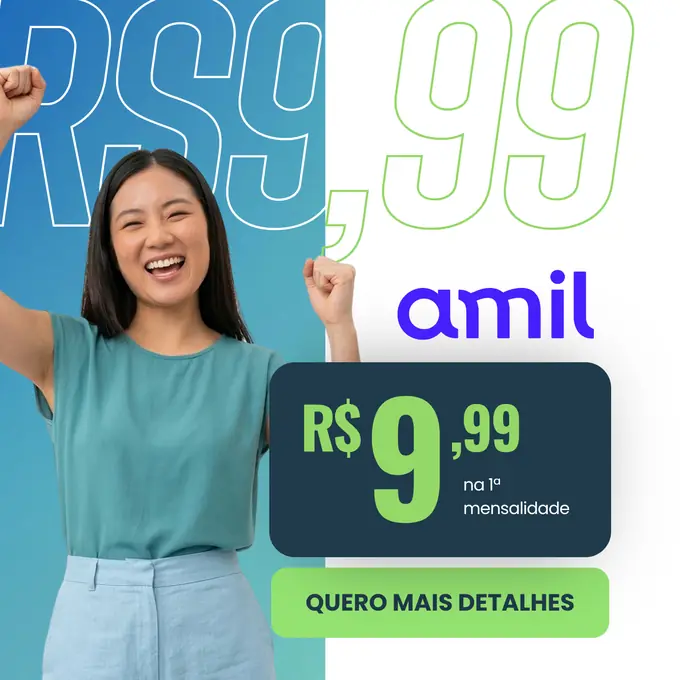 R$9,99
amil
R$9,99
na 1ª
mensalidade
QUERO MAIS DETALHES